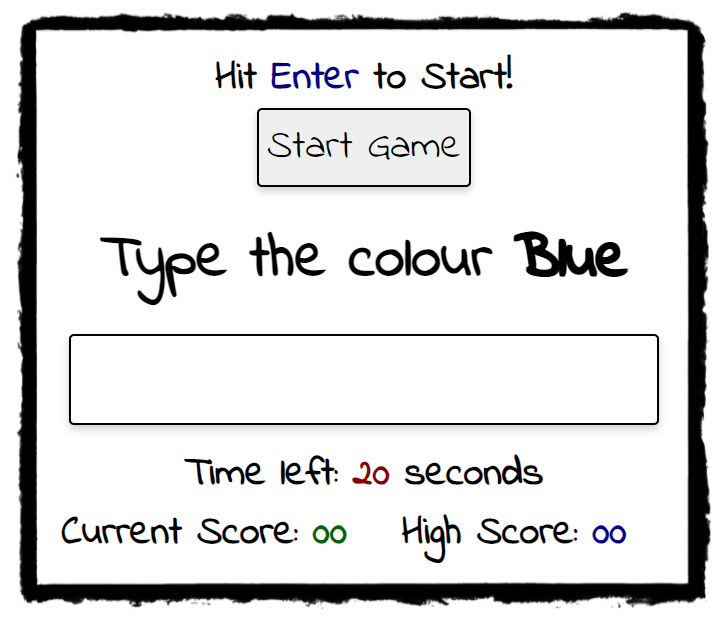 Hit Enter to Start!
Start Game
Type the colour Blue
Time left: 20 seconds
Current Score: 00 High Score: 00